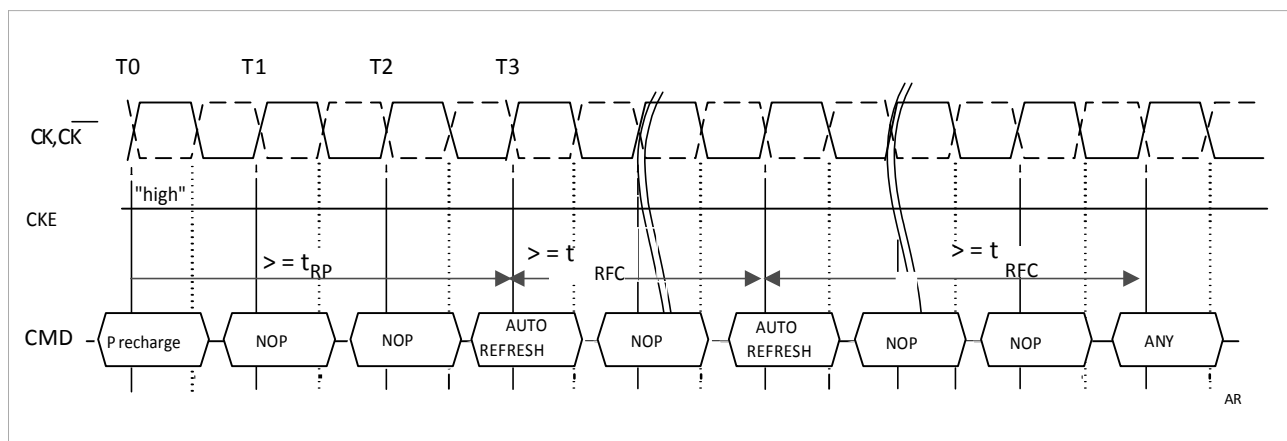 T0 T1 T2 T3
CK,CK
"high"
CKE
> = tRP
> = t RFC
> = t RFC
CMD
P recharge
NOP
NOP
AUTO
REFRESH
NOP
AUTO
REFRESH
NOP
NOP
ANY
AR